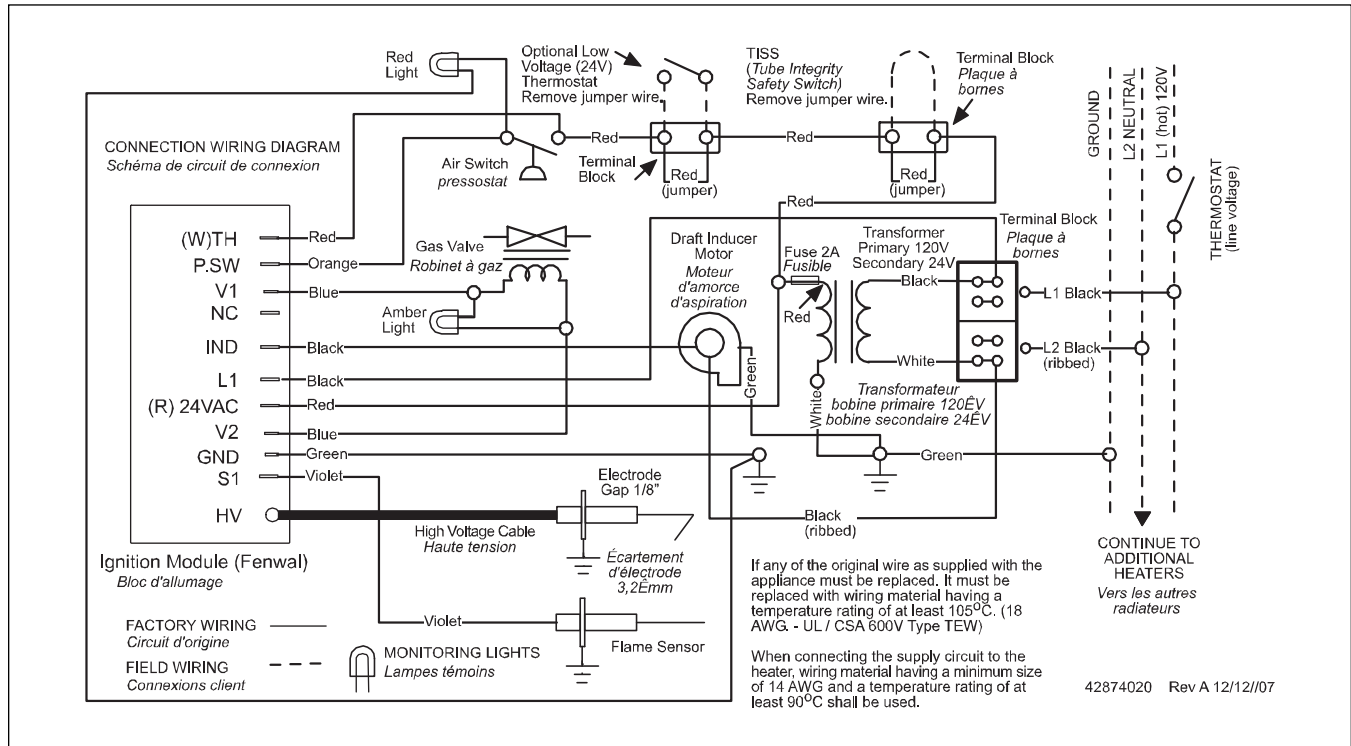 Red
Light
Optional Low
Voltage (24V)
Thermostat
Remove jumper wire.
TISS
(Tube Integrity
Safety Switch)
Remove jumper wire.
Terminal Block
Plaque à
bornes
GROUND
L2 NEUTRAL
L1 (hot) 120V
THERMOSTAT
(line voltage)
CONNECTION WIRING DIAGRAM
Schéma de circuit de connexion
Air Switch
pressostat
Red
Terminal
Block
Red
(jumper)
Red
Red
(jumper)
Red
(W)TH
Red
P.SW
Orange
V1
Blue
NC
IND
Black
L1
Black
(R) 24VAC
Red
V2
Blue
GND
Green
S1
Violet
HV
Ignition Module (Fenwal)
Bloc d'allumage
Gas Valve
Robinet à gaz
Amber
Light
Draft Inducer
Motor
Moteur
d'amorce
d'aspiration
Green
Fuse 2A
Fusible
Red
White
Transformer
Primary 120V
Secondary 24V
Black
White
Terminal Block
Plaque à
bornes
L1 Black
L2 Black
(ribbed)
Transformateur
bobine primaire 120ÊV
bobine secondaire 24ÊV
Green
Black
(ribbed)
High Voltage Cable
Haute tension
Electrode
Gap 1/8"
Écartement
d'électrode
3,2Êmm
Violet
Flame Sensor
FACTORY WIRING
Circuit d'origine
FIELD WIRING
Connexions client
MONITORING LIGHTS
Lampes témoins
CONTINUE TO
ADDITIONAL
HEATERS
Vers les autres
radiateurs
If any of the original wire as supplied with the
appliance must be replaced. It must be
replaced with wiring material having a
temperature rating of at least 105°C. (18
AWG. - UL / CSA 600V Type TEW)
When connecting the supply circuit to the
heater, wiring material having a minimum size
of 14 AWG and a temperature rating of at
least 90°C shall be used.
42874020 Rev A 12/12//07